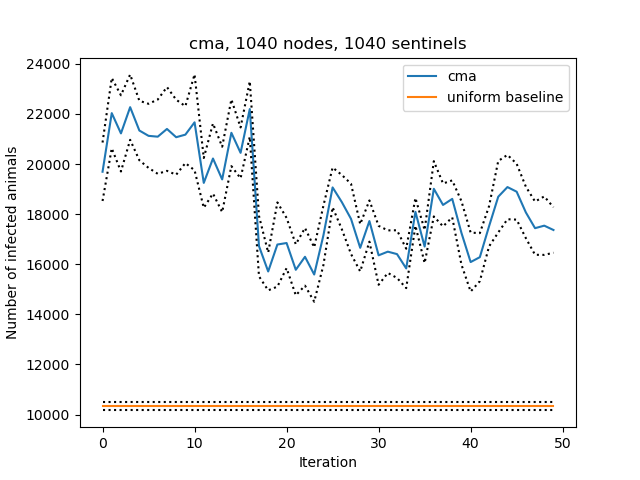 cma, 1040 nodes, 1040 sentinels
24000
22000
20000
18000
16000
14000
12000
10000
Number of infected animals
cma
uniform baseline
0
10
20
30
40
50
Iteration